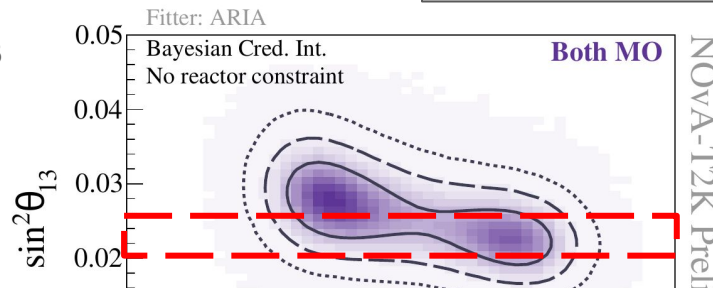 Fitter: ARIA
0.05
Bayesian Cred. Int.
Both MO
No reactor constraint
0.04
0.03
0.02
sin²θ₁₃
NOvA-T2K Preli